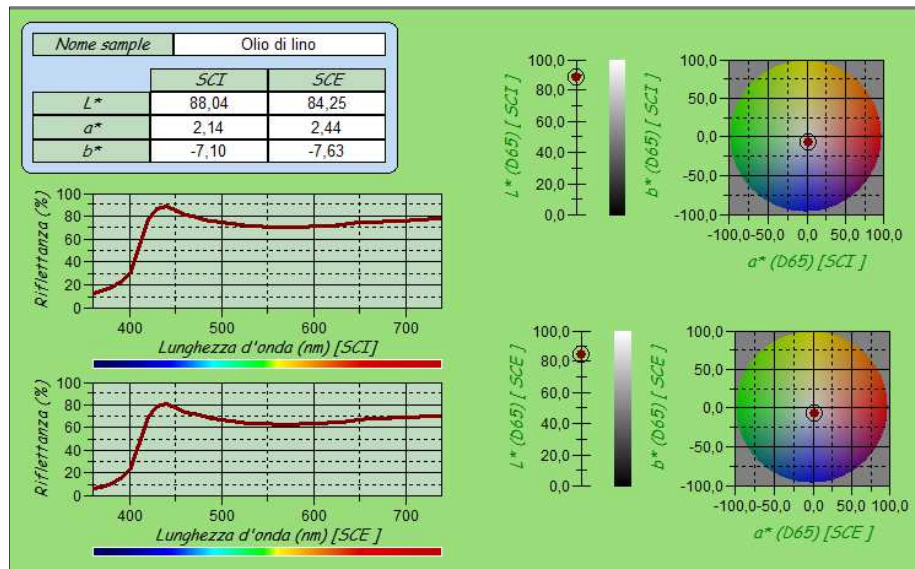 Nome sample Olio di lino
SCI SCE
L* 88,04 84,25
a* 2,14 2,44
b* -7,10 -7,63
Riflettanza (%)
100
80
60
40
20
0
400 500 600 700
Lunghezza d'onda (nm) [SCI]
Riflettanza (%)
100
80
60
40
20
0
400 500 600 700
Lunghezza d'onda (nm) [SCE ]
L* (D65) [SCI ]
100,0
80,0
60,0
40,0
20,0
0,0
b* (D65) [SCI ]
100,0
50,0
0,0
-50,0
-100,0
-100,0 -50,0 0,0 50,0 100,0
a* (D65) [SCI ]
L* (D65) [SCE ]
100,0
80,0
60,0
40,0
20,0
0,0
b* (D65) [SCE ]
100,0
50,0
0,0
-50,0
-100,0
-100,0 -50,0 0,0 50,0 100,0
a* (D65) [SCE ]